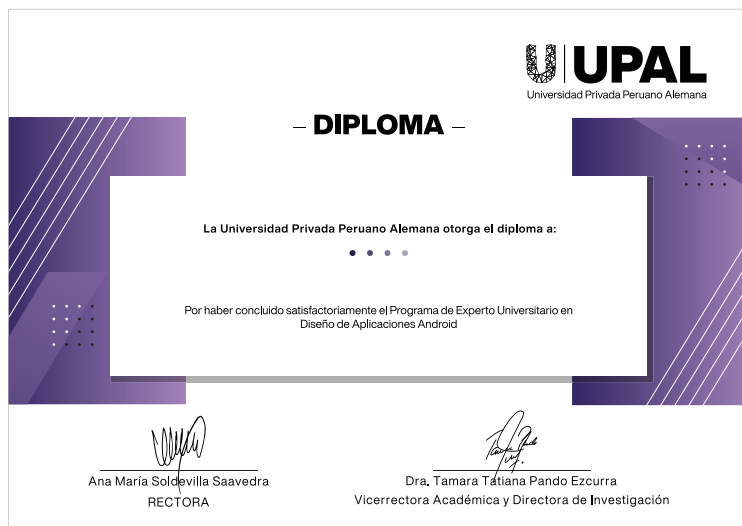 UPAL
Universidad Privada Peruano Alemana
– DIPLOMA –
La Universidad Privada Peruano Alemana otorga el diploma a:
Por haber concluido satisfactoriamente el Programa de Experto Universitario en
Diseño de Aplicaciones Android
Ana María Soldevilla Saavedra
RECTORA
Dra. Tamara Tatiana Pando Ezcurra
Vicerrectora Académica y Directora de Investigación